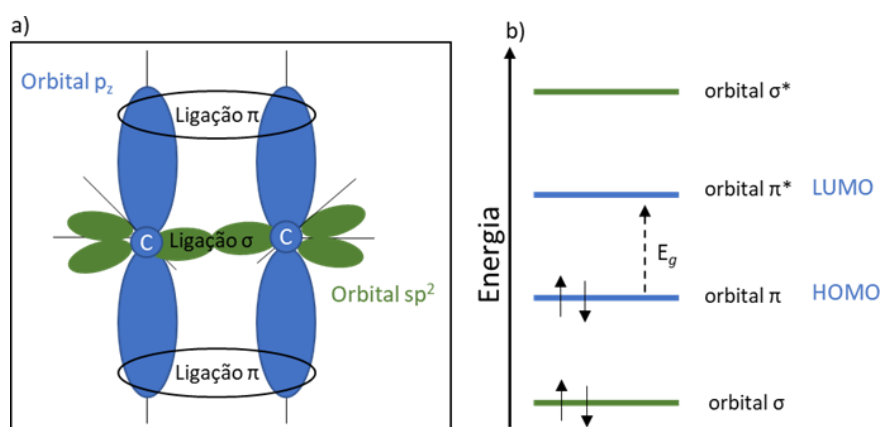 a)
Orbital pz
Ligação π
C
Ligação σ
C
Orbital sp²
Ligação π
b)
Energia
orbital σ*
orbital π* LUMO
Eg
orbital π HOMO
orbital σ